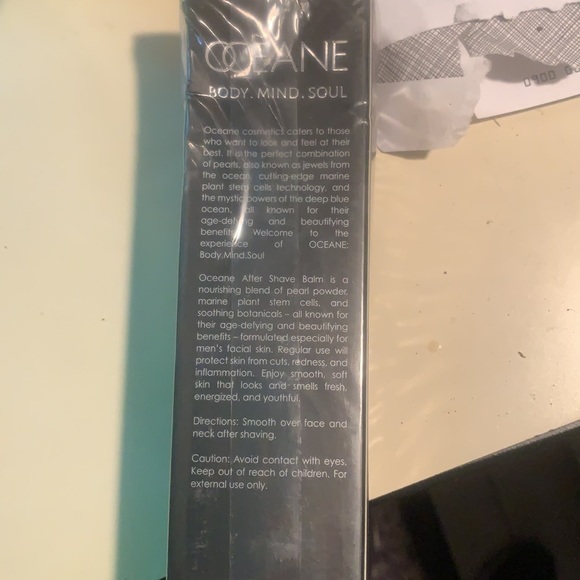 OCEANE
BODY. MIND. SOUL
Oceane cosmetics caters to those
who want to look and feel at their
best. It is the perfect combination
of pearls, also known as jewels from
the ocean, cutting-edge marine
plant stem cells technology, and
the mystic powers of the deep blue
ocean, all known for their
age-defying and beautifying
benefits. Welcome to the
experience of OCEANE:
Body.Mind.Soul
Oceane After Shave Balm is a
nourishing blend of pearl powder,
marine plant stem cells, and
soothing botanicals – all known for
their age-defying and beautifying
benefits – formulated especially for
men's facial skin. Regular use will
protect skin from cuts, redness, and
inflammation. Enjoy smooth, soft
skin that looks and smells fresh,
energized, and youthful.
Directions: Smooth over face and
neck after shaving.
Caution: Avoid contact with eyes.
Keep out of reach of children. For
external use only.